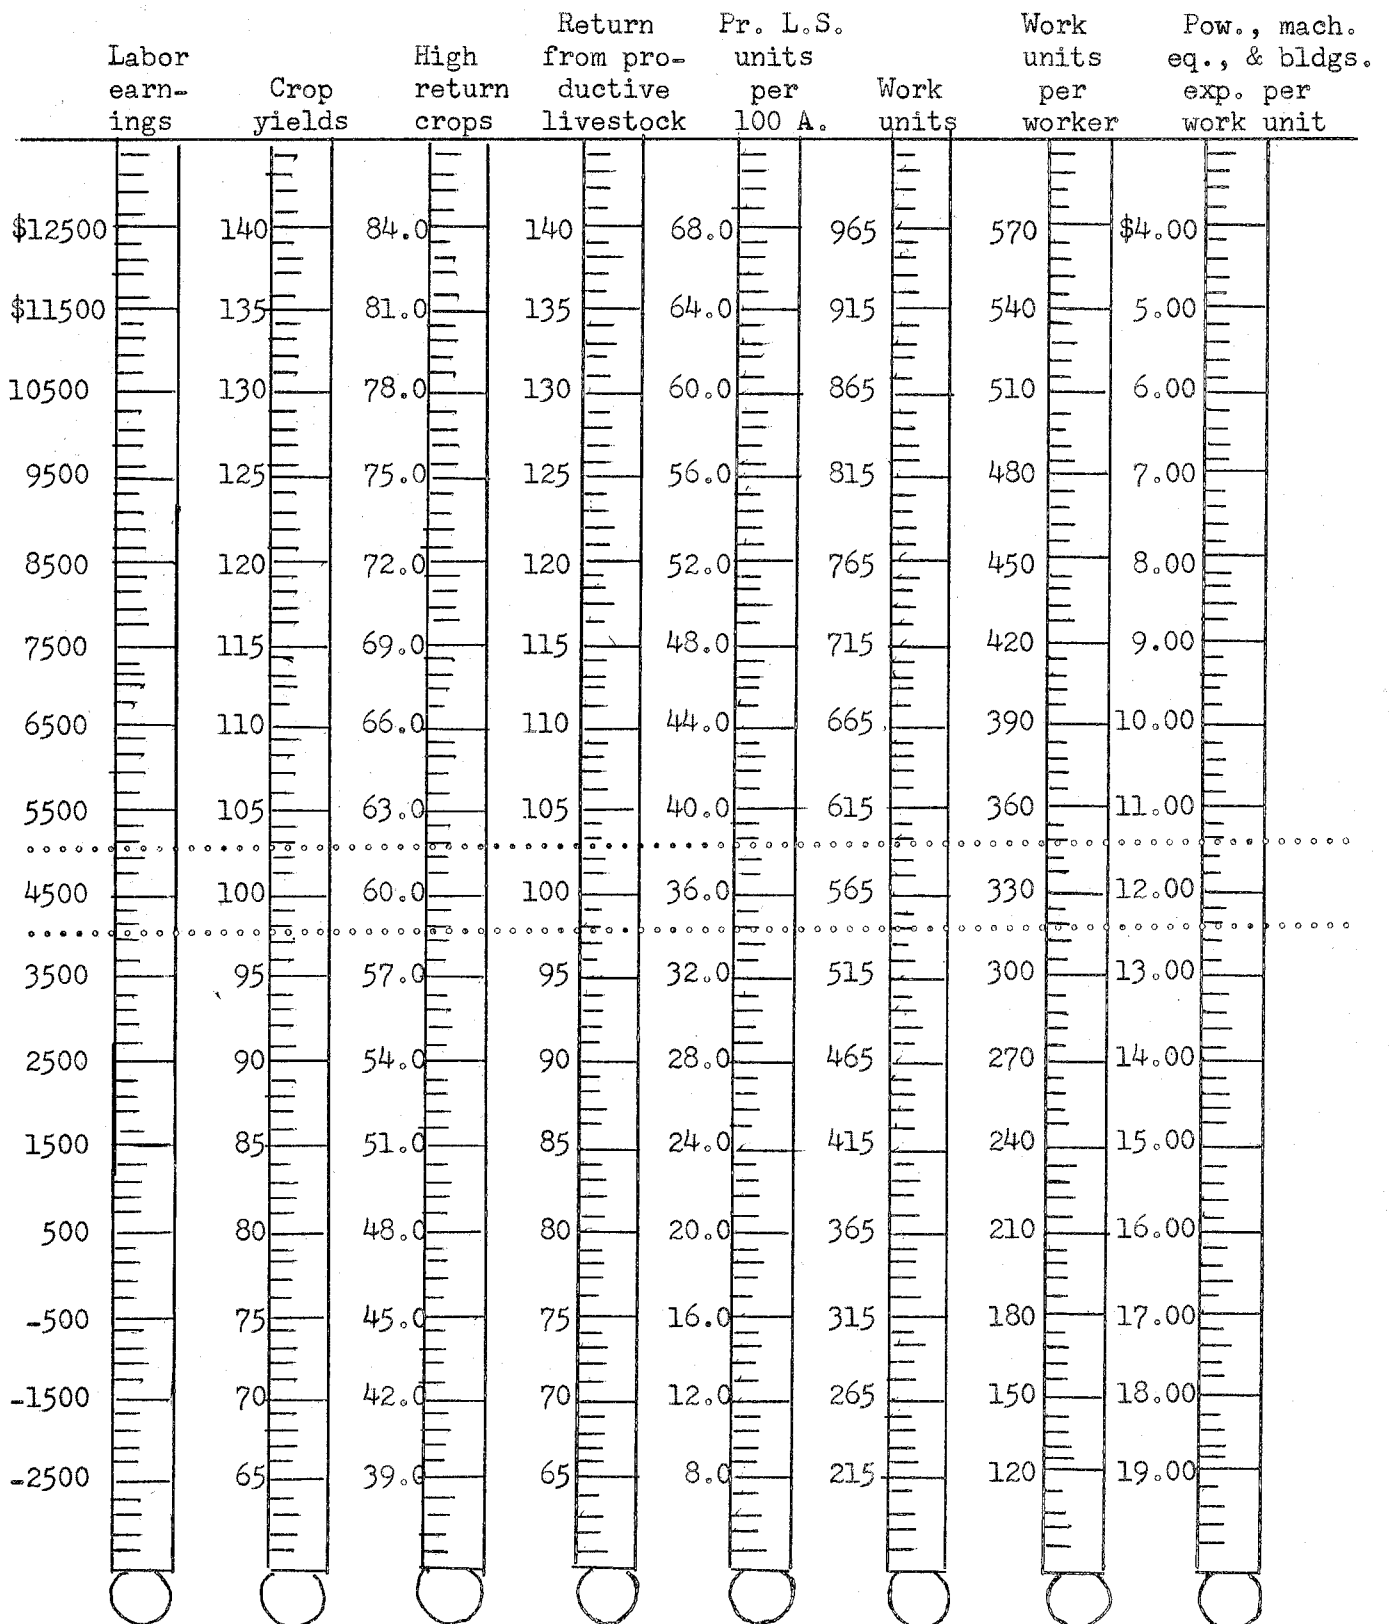 Return Pr. L.S. Work Pow., mach.
Labor High from pro- units units eq., & bldgs.
earn- Crop return ductive per Work per exp. per
ings yields crops livestock 100 A. units worker work unit
$12500 140 84.0 140 68.0 965 570 $4.00
$11500 135 81.0 135 64.0 915 540 5.00
10500 130 78.0 130 60.0 865 510 6.00
9500 125 75.0 125 56.0 815 480 7.00
8500 120 72.0 120 52.0 765 450 8.00
7500 115 69.0 115 48.0 715 420 9.00
6500 110 66.0 110 44.0 665 390 10.00
5500 105 63.0 105 40.0 615 360 11.00
4500 100 60.0 100 36.0 565 330 12.00
3500 95 57.0 95 32.0 515 300 13.00
2500 90 54.0 90 28.0 465 270 14.00
1500 85 51.0 85 24.0 415 240 15.00
500 80 48.0 80 20.0 365 210 16.00
-500 75 45.0 75 16.0 315 180 17.00
-1500 70 42.0 70 12.0 265 150 18.00
-2500 65 39.0 65 8.0 215 120 19.00